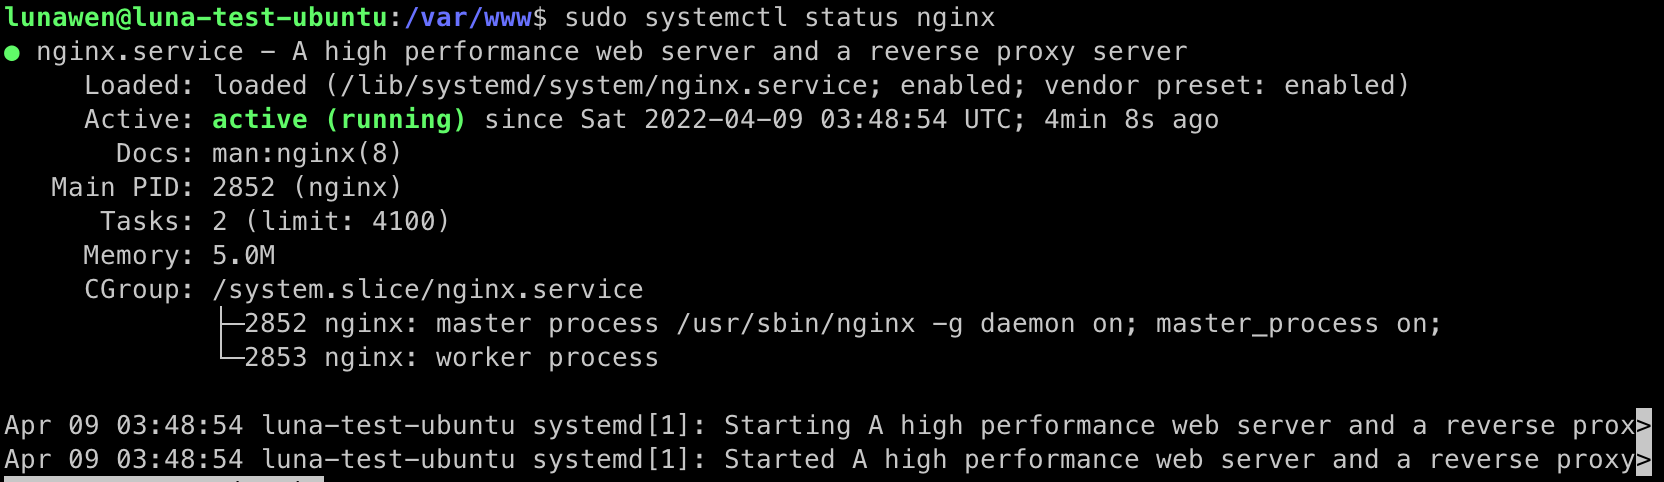 lunawen@luna-test-ubuntu:/var/www$ sudo systemctl status nginx
● nginx.service - A high performance web server and a reverse proxy server
Loaded: loaded (/lib/systemd/system/nginx.service; enabled; vendor preset: enabled)
Active: active (running) since Sat 2022-04-09 03:48:54 UTC; 4min 8s ago
Docs: man:nginx(8)
Main PID: 2852 (nginx)
Tasks: 2 (limit: 4100)
Memory: 5.0M
CGroup: /system.slice/nginx.service
├─2852 nginx: master process /usr/sbin/nginx -g daemon on; master_process on;
└─2853 nginx: worker process
Apr 09 03:48:54 luna-test-ubuntu systemd[1]: Starting A high performance web server and a reverse prox>
Apr 09 03:48:54 luna-test-ubuntu systemd[1]: Started A high performance web server and a reverse proxy>